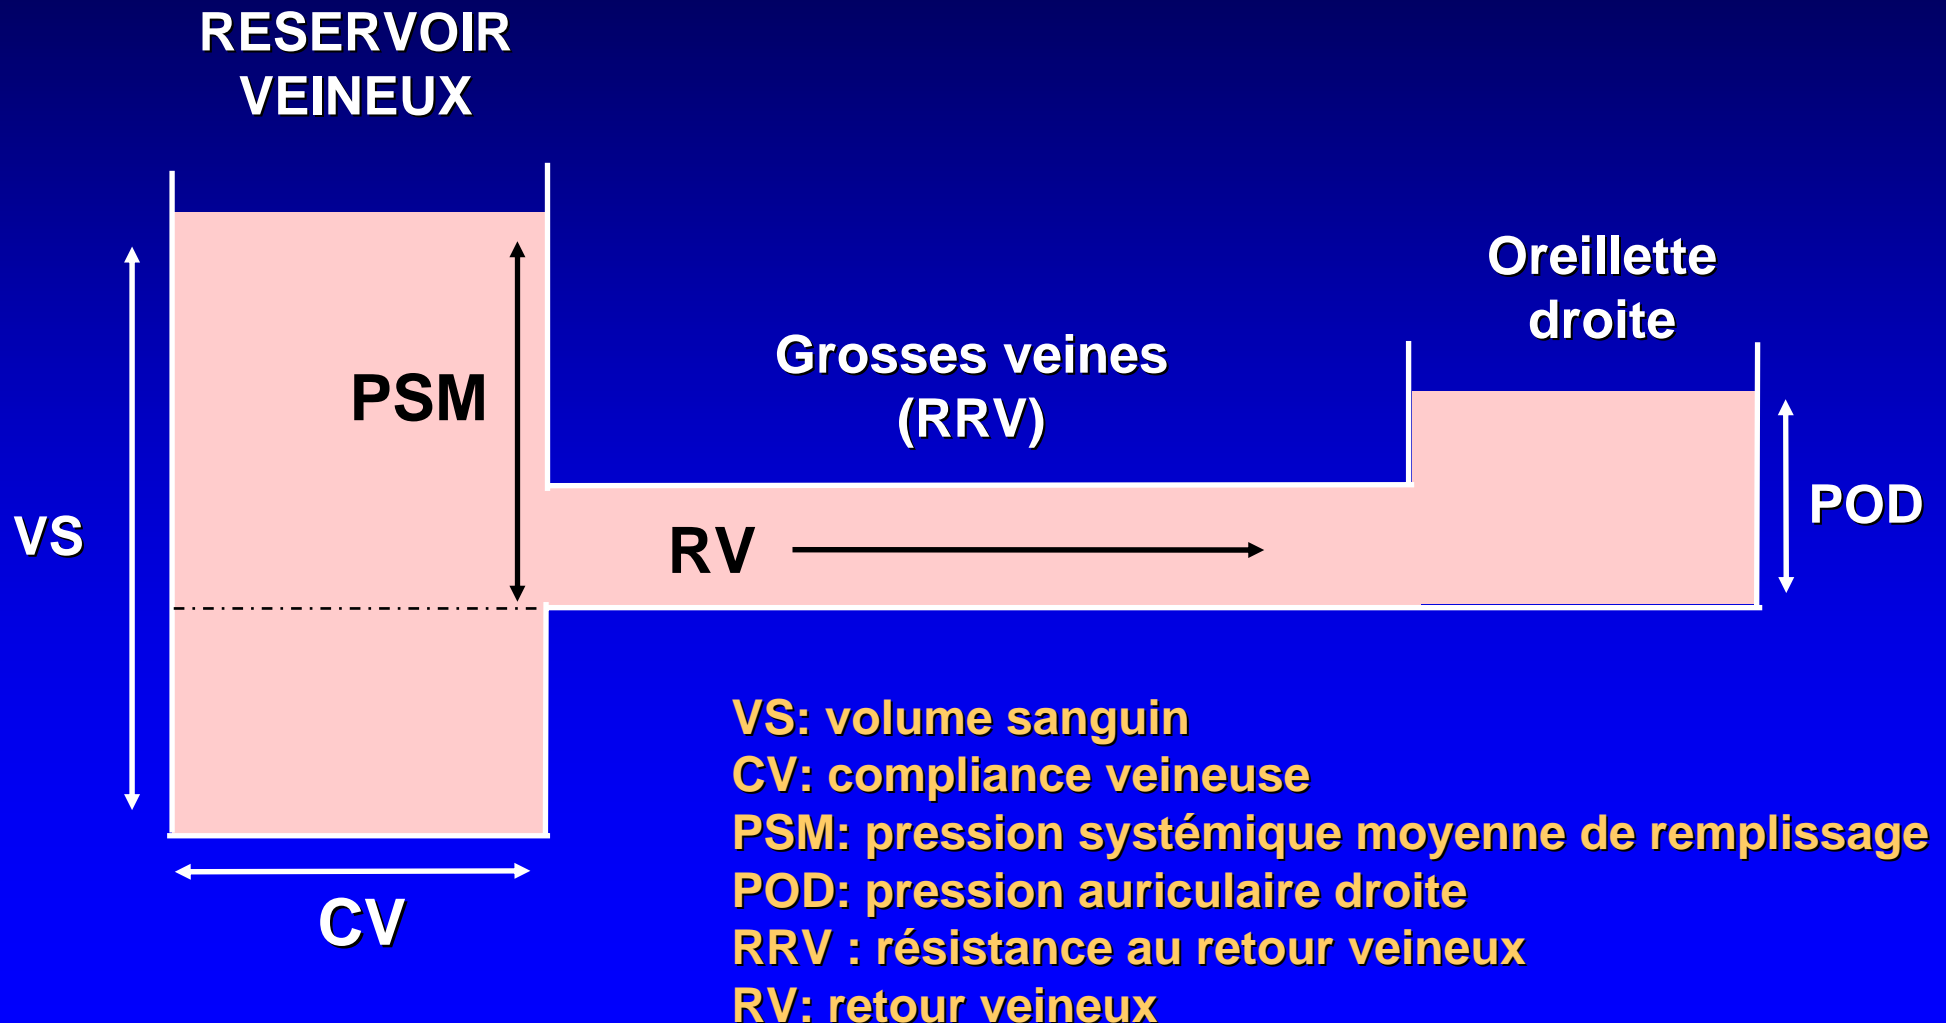 RESERVOIR
VEINEUX
Oreillette
droite
Grosses veines
(RRV)
PSM
POD
VS
RV
CV
VS: volume sanguin
CV: compliance veineuse
PSM: pression systémique moyenne de remplissage
POD: pression auriculaire droite
RRV : résistance au retour veineux
RV: retour veineux